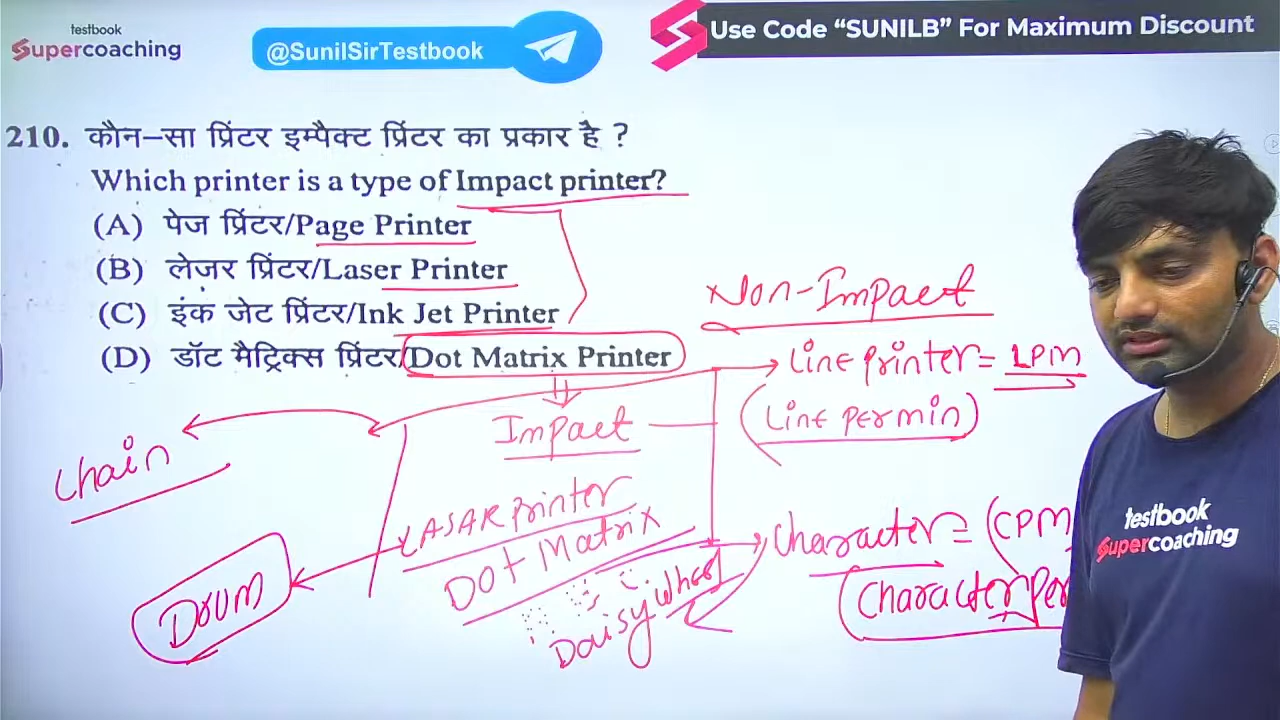 testbook
Supercoaching
@SunilSirTestbook
Use Code “SUNILB” For Maximum Discount
210. कौन–सा प्रिंटर इम्पैक्ट प्रिंटर का प्रकार है ?
Which printer is a type of Impact printer?
(A) पेज प्रिंटर/Page Printer
(B) लेज़र प्रिंटर/Laser Printer
(C) इंक जेट प्रिंटर/Ink Jet Printer
(D) डॉट मैट्रिक्स प्रिंटर/Dot Matrix Printer
Non-Impact
Line printer = LPM
(Line per min)
Impact
Chain
LASAR printer
Dot Matrix
Daisy wheel
Drum
Character = (CPM
(Character per
testbook
Supercoaching